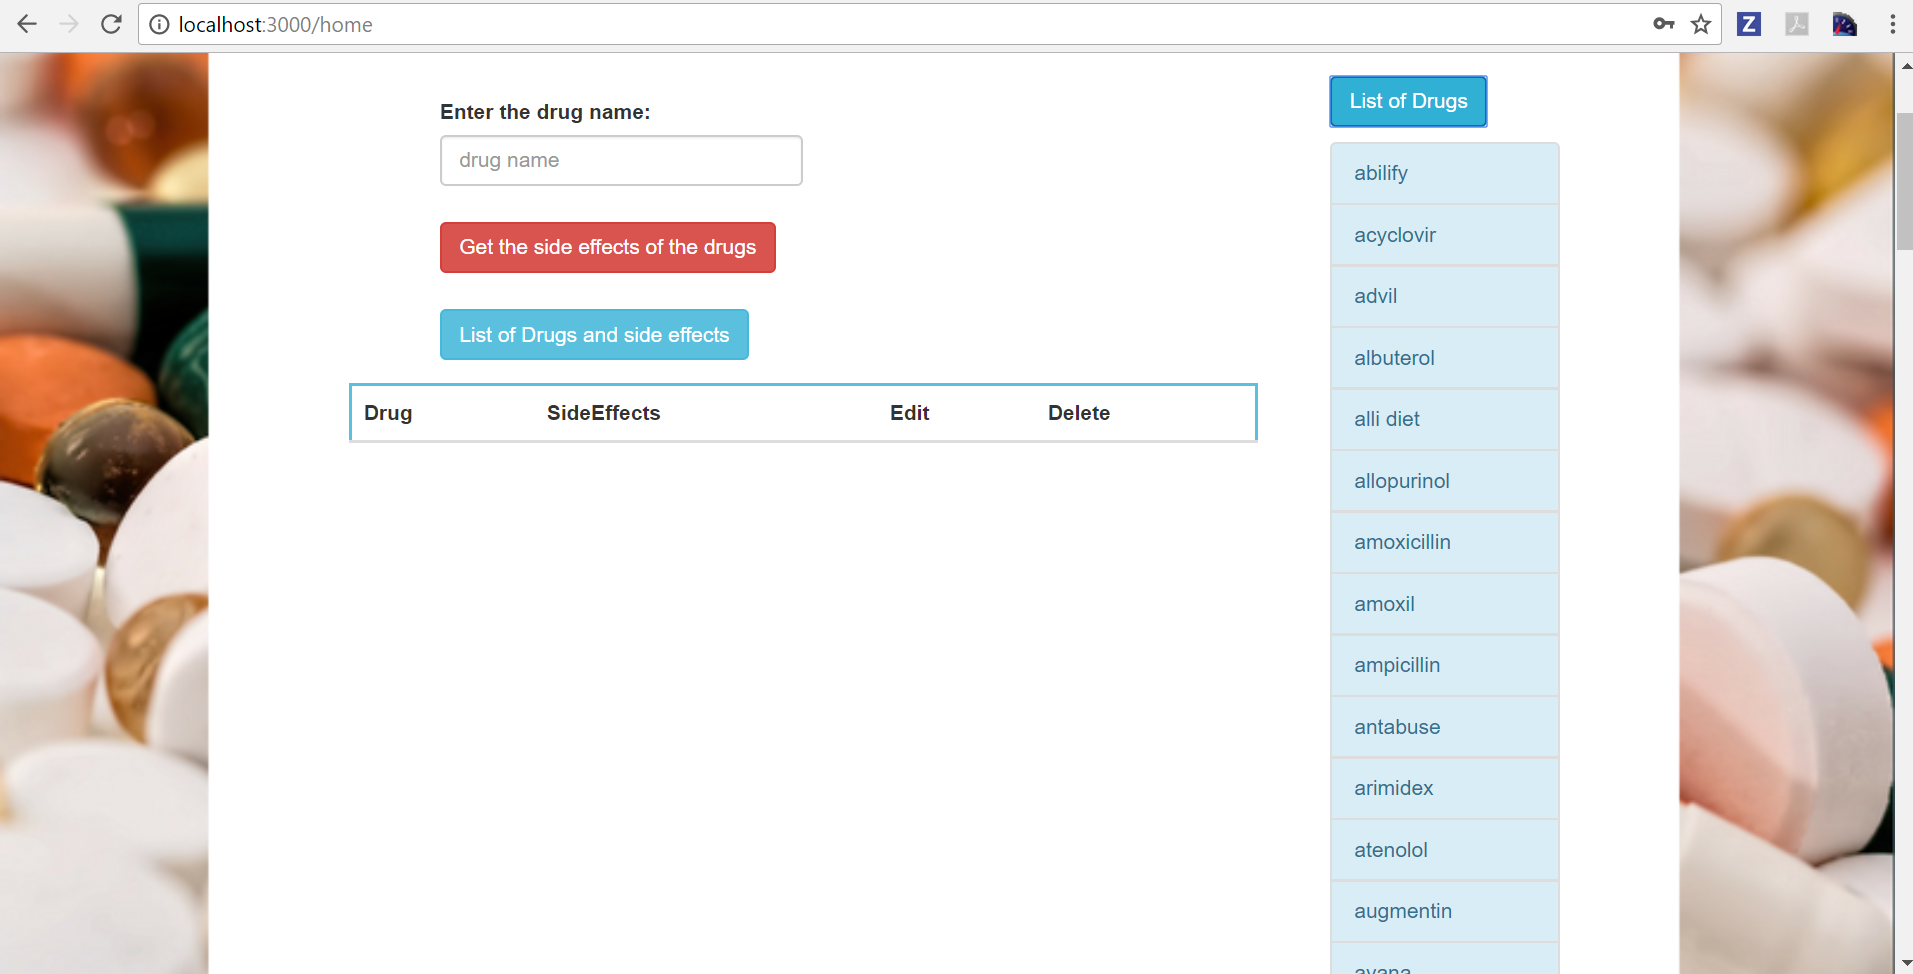 localhost:3000/home
Z
Enter the drug name:
drug name
Get the side effects of the drugs
List of Drugs and side effects
Drug SideEffects Edit Delete
List of Drugs
abilify
acyclovir
advil
albuterol
alli diet
allopurinol
amoxicillin
amoxil
ampicillin
antabuse
arimidex
atenolol
augmentin